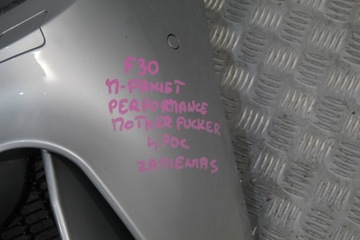 F30
M-PAKIET
PERFORMANCE
MOTHER FUCKER
4 PDC